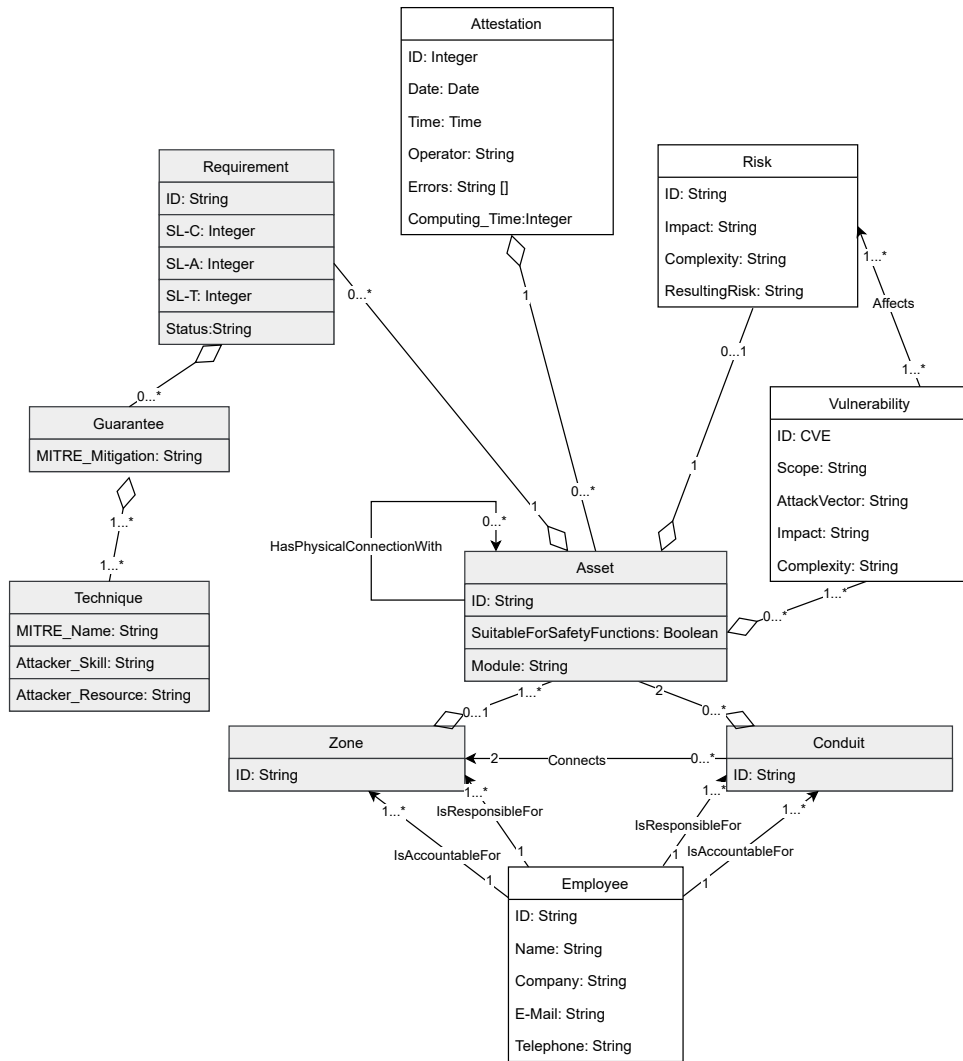 Attestation
ID: Integer
Date: Date
Time: Time
Operator: String
Errors: String []
Computing_Time:Integer
Requirement
ID: String
SL-C: Integer
SL-A: Integer
SL-T: Integer
Status:String
Risk
ID: String
Impact: String
Complexity: String
ResultingRisk: String
1...*
Affects
1...*
0...*
1
0...1
0...*
Guarantee
MITRE_Mitigation: String
Vulnerability
ID: CVE
Scope: String
AttackVector: String
Impact: String
Complexity: String
1
0...*
1
1...*
1...*
HasPhysicalConnectionWith
0...*
Technique
MITRE_Name: String
Attacker_Skill: String
Attacker_Resource: String
Asset
ID: String
SuitableForSafetyFunctions: Boolean
Module: String
1...*
0...*
1...*
0...1
2
0...*
Zone
ID: String
2
Connects
0...*
Conduit
ID: String
1...*
1...*
IsResponsibleFor
IsAccountableFor
1
1
1...*
1...*
IsResponsibleFor
IsAccountableFor
1
1
Employee
ID: String
Name: String
Company: String
E-Mail: String
Telephone: String